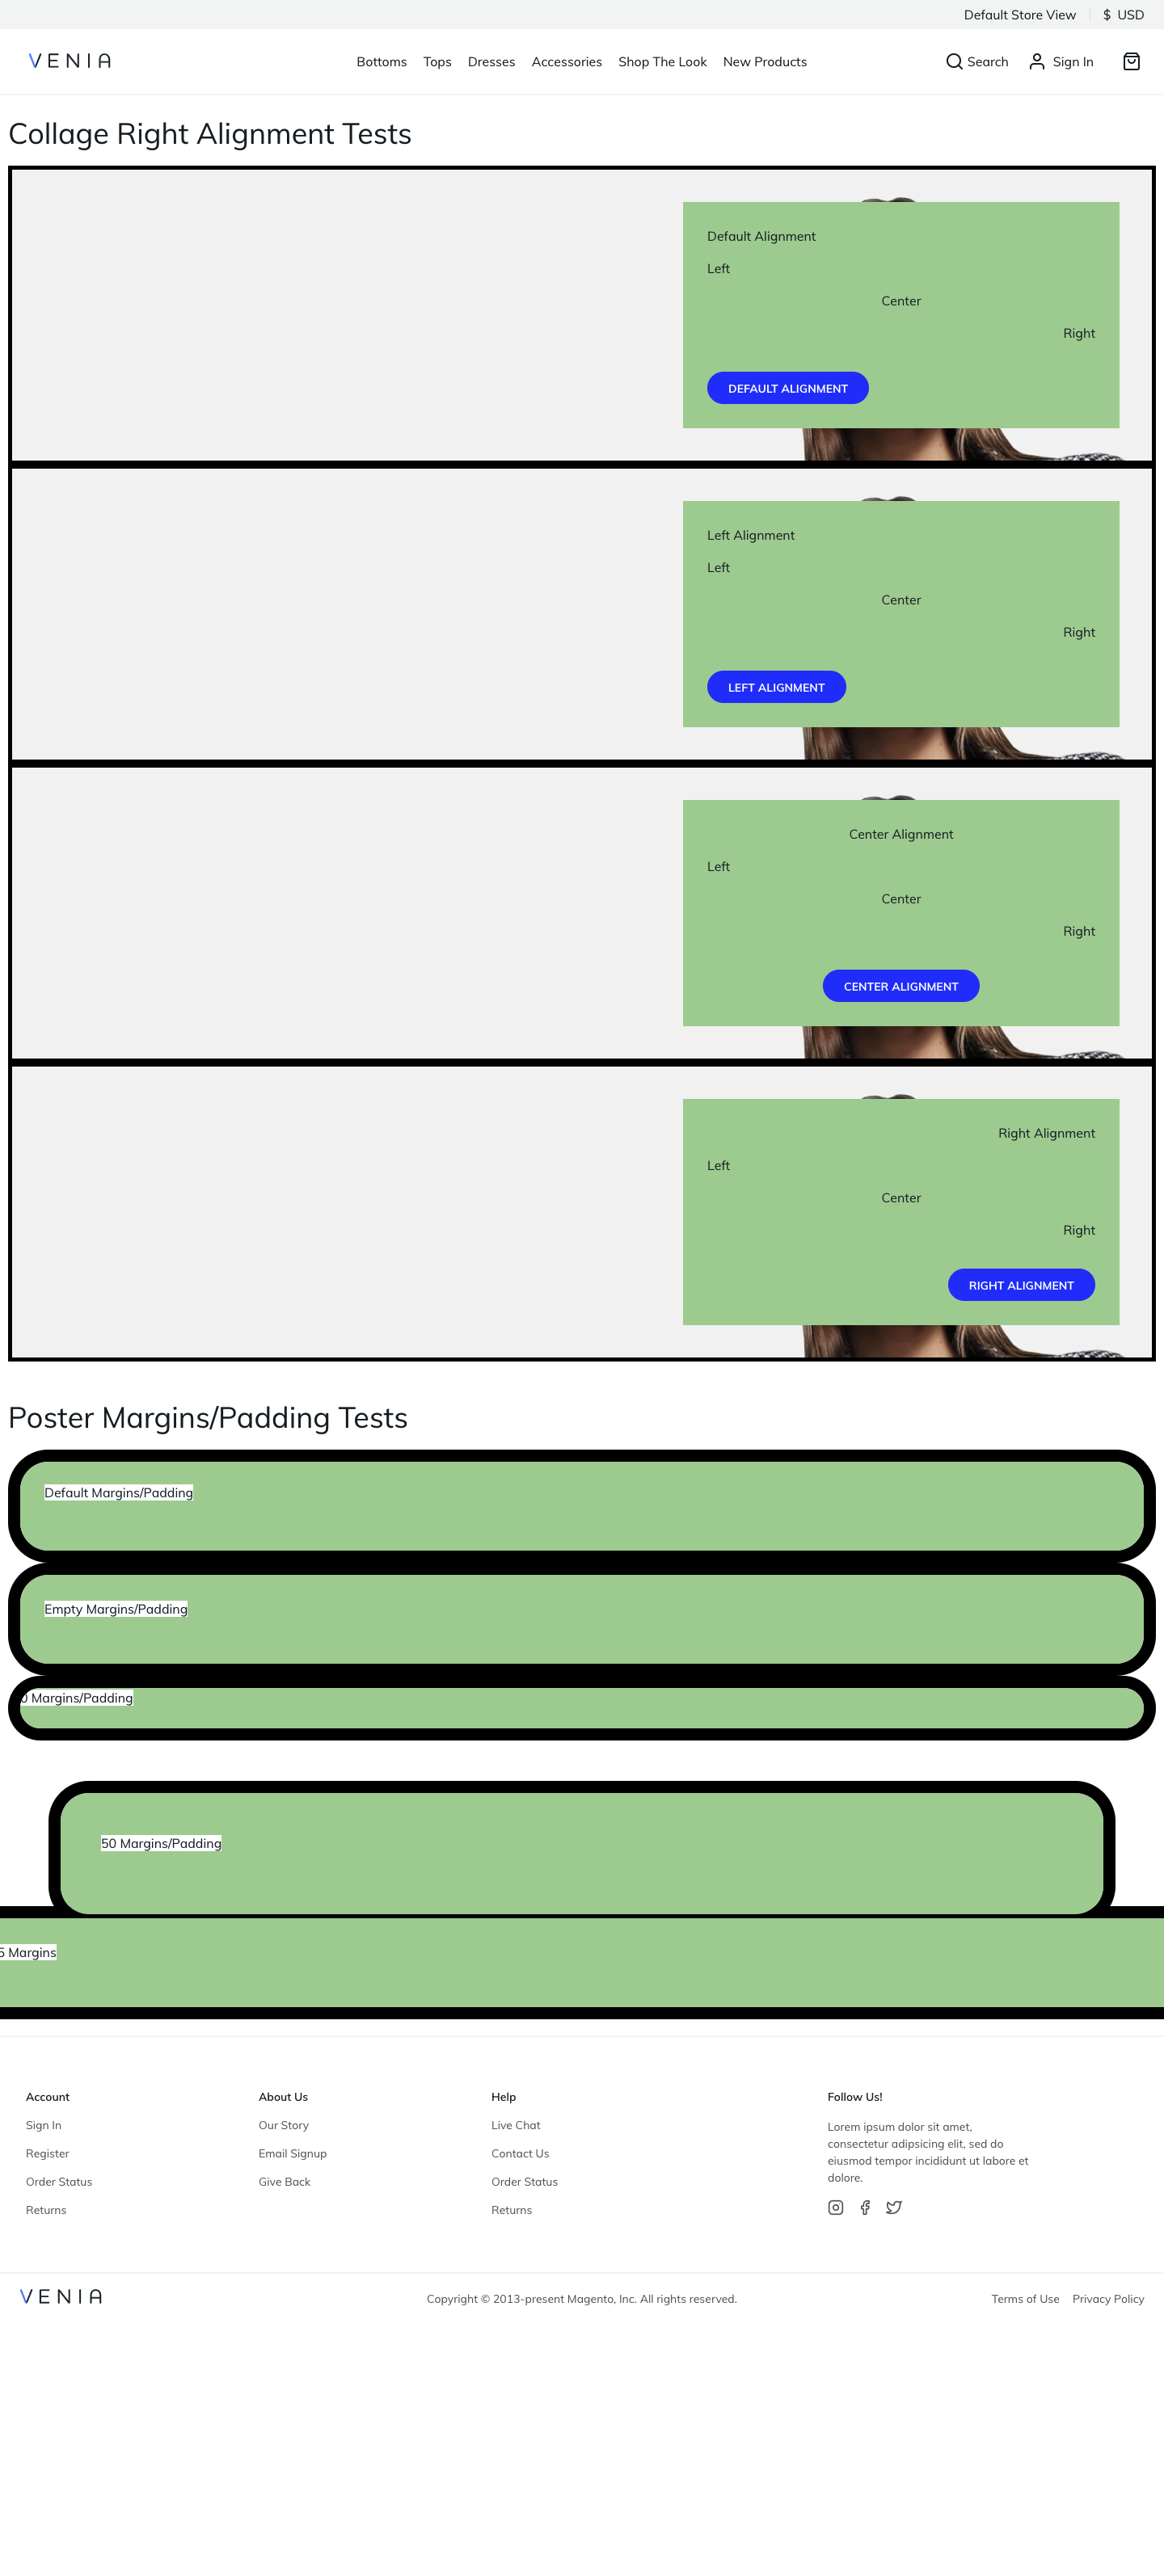 Default Store View
$ USD
VENIA
Bottoms Tops Dresses Accessories Shop The Look New Products
Search
Sign In
Collage Right Alignment Tests
Default Alignment
Left
Center
Right
DEFAULT ALIGNMENT
Left Alignment
Left
Center
Right
LEFT ALIGNMENT
Center Alignment
Left
Center
Right
CENTER ALIGNMENT
Right Alignment
Left
Center
Right
RIGHT ALIGNMENT
Poster Margins/Padding Tests
Default Margins/Padding
Empty Margins/Padding
0 Margins/Padding
50 Margins/Padding
5 Margins
Account
Sign In
Register
Order Status
Returns
About Us
Our Story
Email Signup
Give Back
Help
Live Chat
Contact Us
Order Status
Returns
Follow Us!
Lorem ipsum dolor sit amet,
consectetur adipsicing elit, sed do
eiusmod tempor incididunt ut labore et
dolore.
VENIA
Copyright © 2013-present Magento, Inc. All rights reserved.
Terms of Use
Privacy Policy